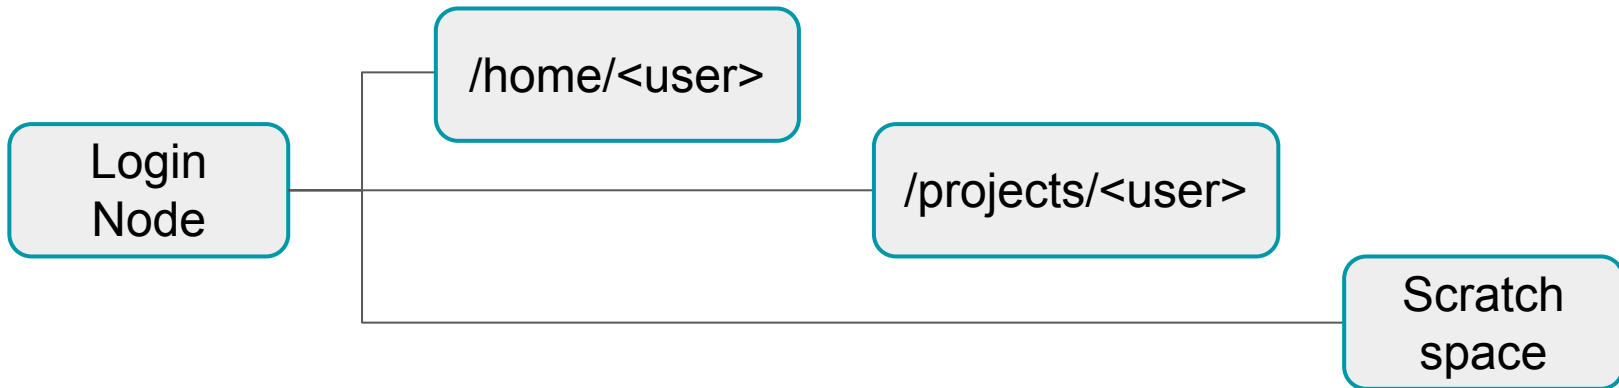 /home/<user>
Login
Node
/projects/<user>
Scratch
space